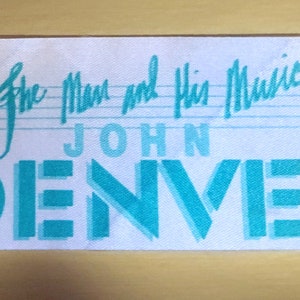 The Man and His Music
JOHN
DENVE